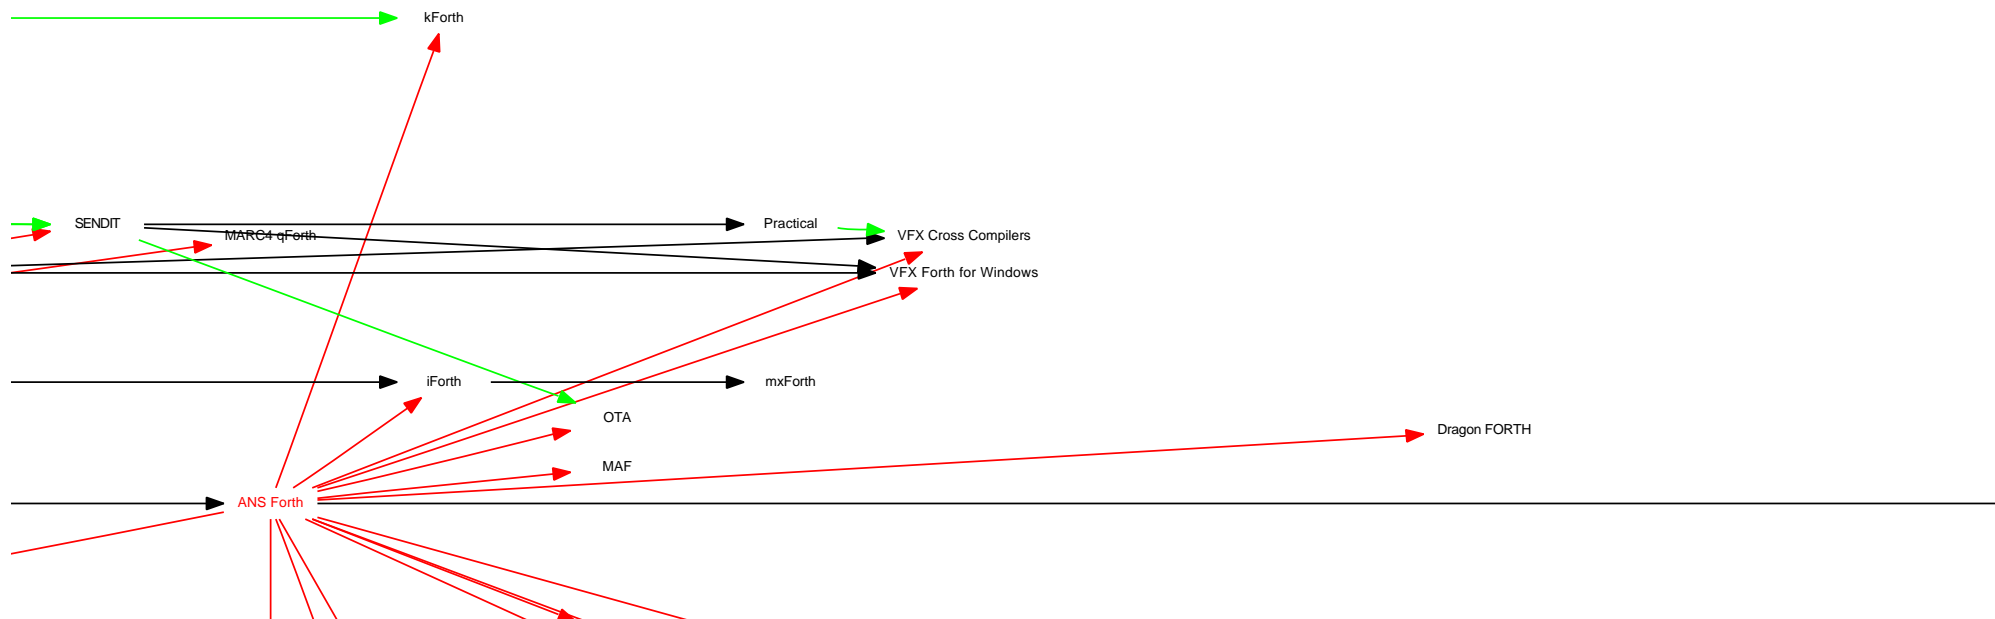 kForth
SENDIT
Practical
MARC4 qForth
VFX Cross Compilers
VFX Forth for Windows
iForth
mxForth
OTA
Dragon FORTH
MAF
ANS Forth